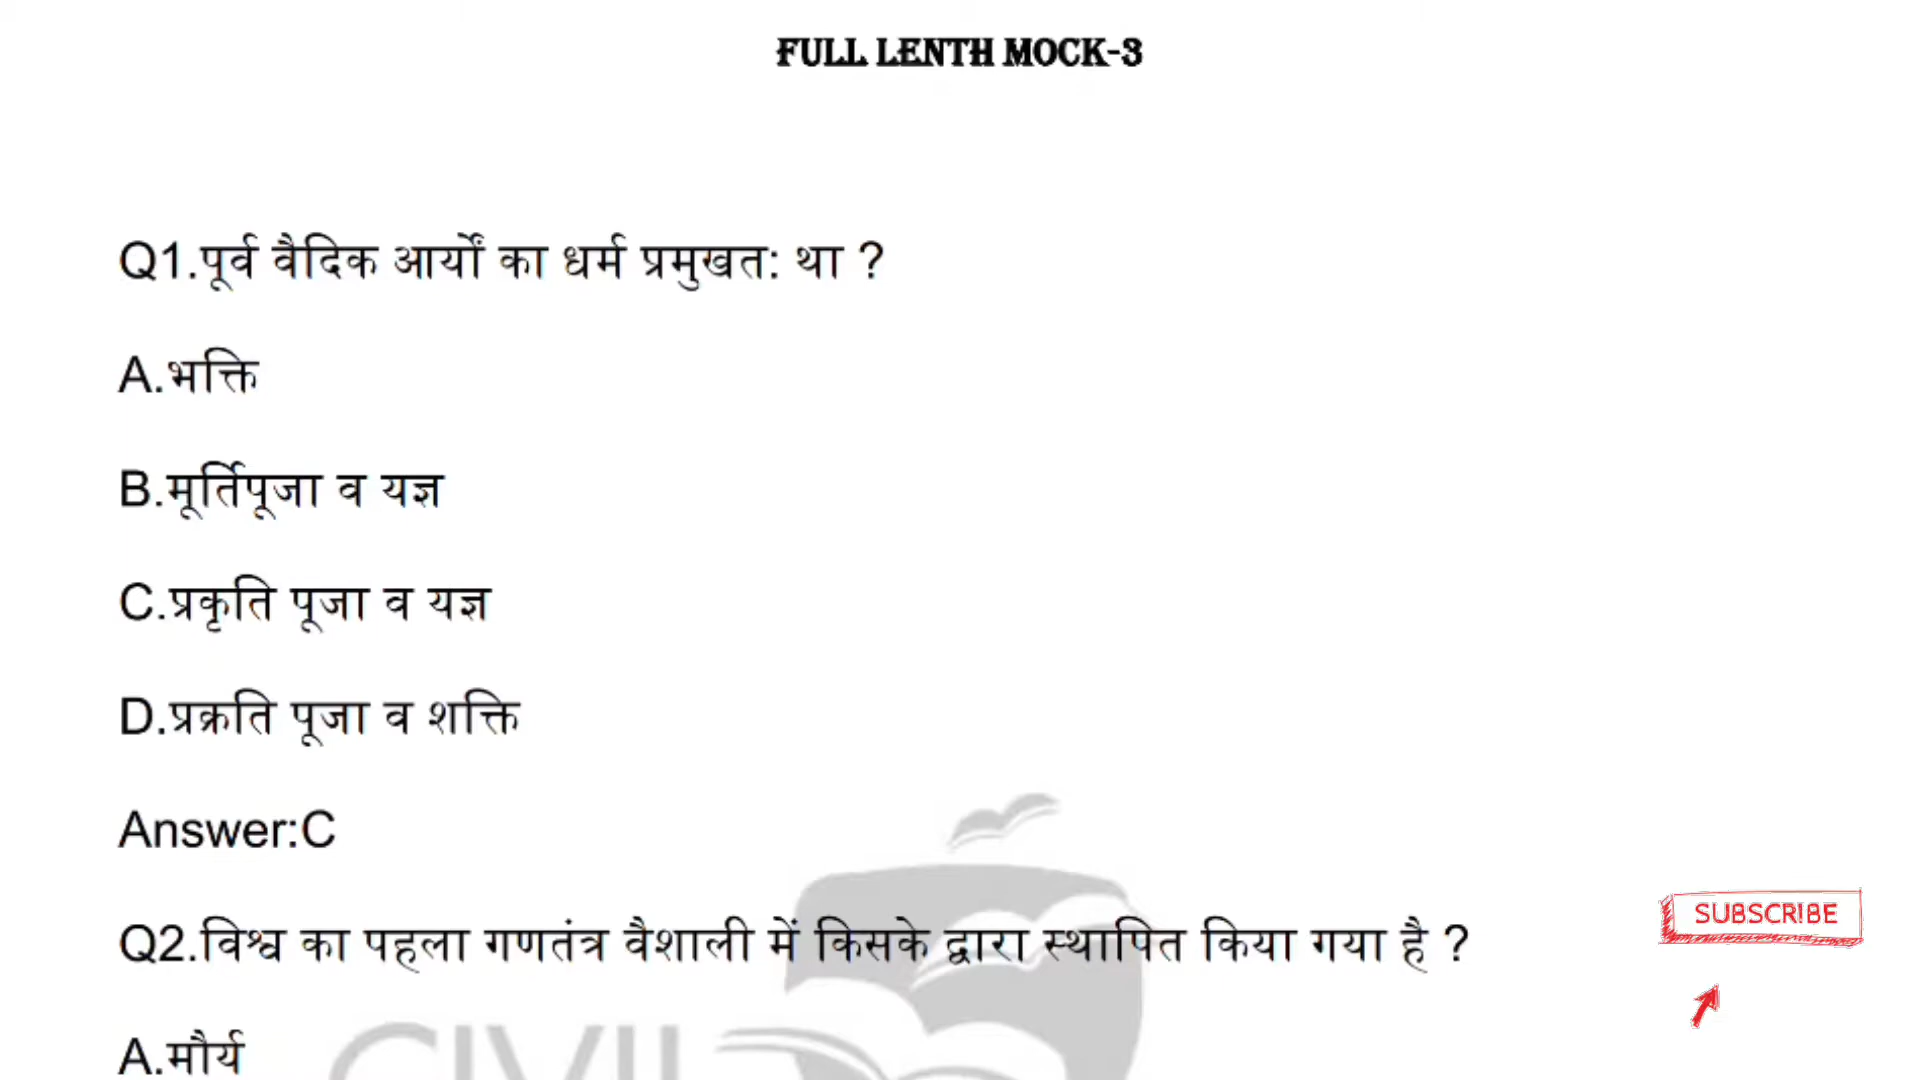 FULL LENTH MOCK-3
Q1.पूर्व वैदिक आर्यों का धर्म प्रमुखत: था ?
A.भक्ति
B.मूर्तिपूजा व यज्ञ
C.प्रकृति पूजा व यज्ञ
D.प्रक्रति पूजा व शक्ति
Answer:C
Q2.विश्व का पहला गणतंत्र वैशाली में किसके द्वारा स्थापित किया गया है ?
SUBSCRIBE
A.मौर्य
CIVIL